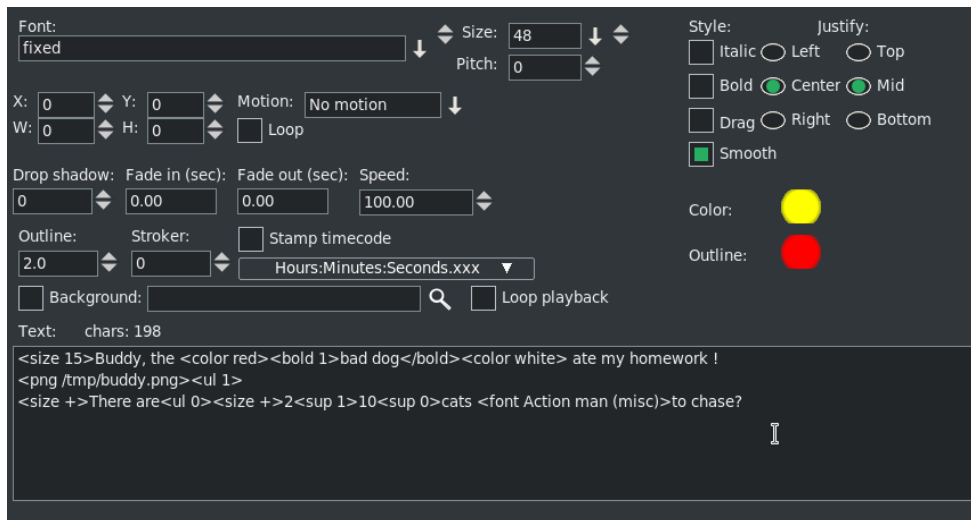 Font:
fixed
Size: 48
Pitch: 0
Style: Justify:
Italic Left Top
Bold Center Mid
Drag Right Bottom
Smooth
X: 0 Y: 0 Motion: No motion
W: 0 H: 0 Loop
Drop shadow: Fade in (sec): Fade out (sec): Speed:
0 0.00 0.00 100.00
Color:
Outline: Stroker: Stamp timecode
2.0 0 Hours:Minutes:Seconds.xxx
Outline:
Background: Loop playback
Text: chars: 198
<size 15>Buddy, the <color red><bold 1>bad dog</bold><color white> ate my homework !
<png /tmp/buddy.png><ul 1>
<size +>There are<ul 0><size +>2<sup 1>10<sup 0>cats <font Action man (misc)>to chase?